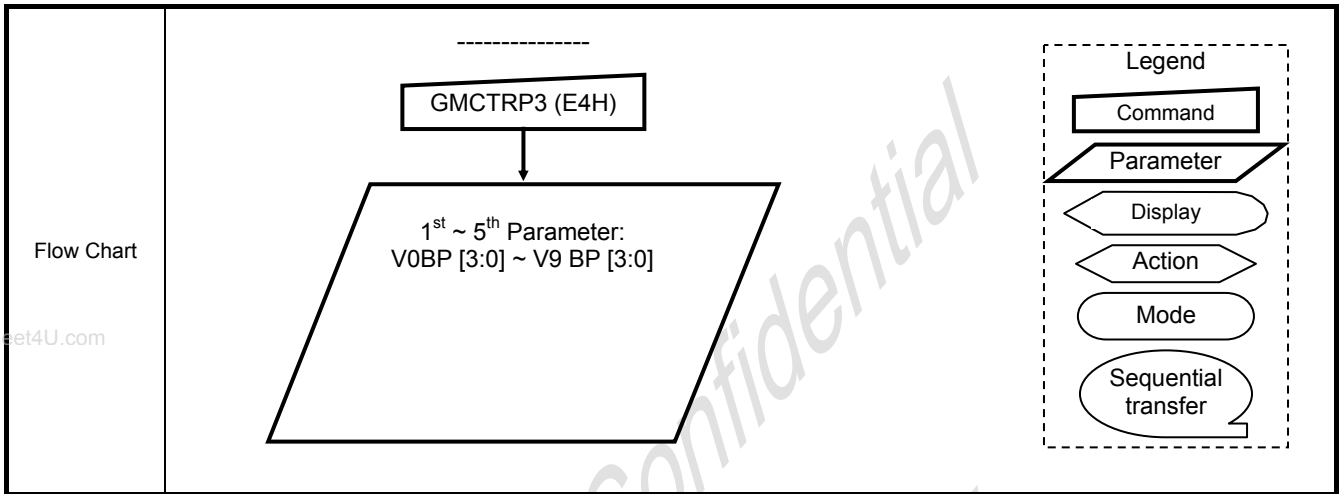 Flow Chart
---------------
GMCTRP3 (E4H)
1st ~ 5th Parameter:
V0BP [3:0] ~ V9 BP [3:0]
Legend
Command
Parameter
Display
Action
Mode
Sequential
transfer
eet4U.com
Confidential